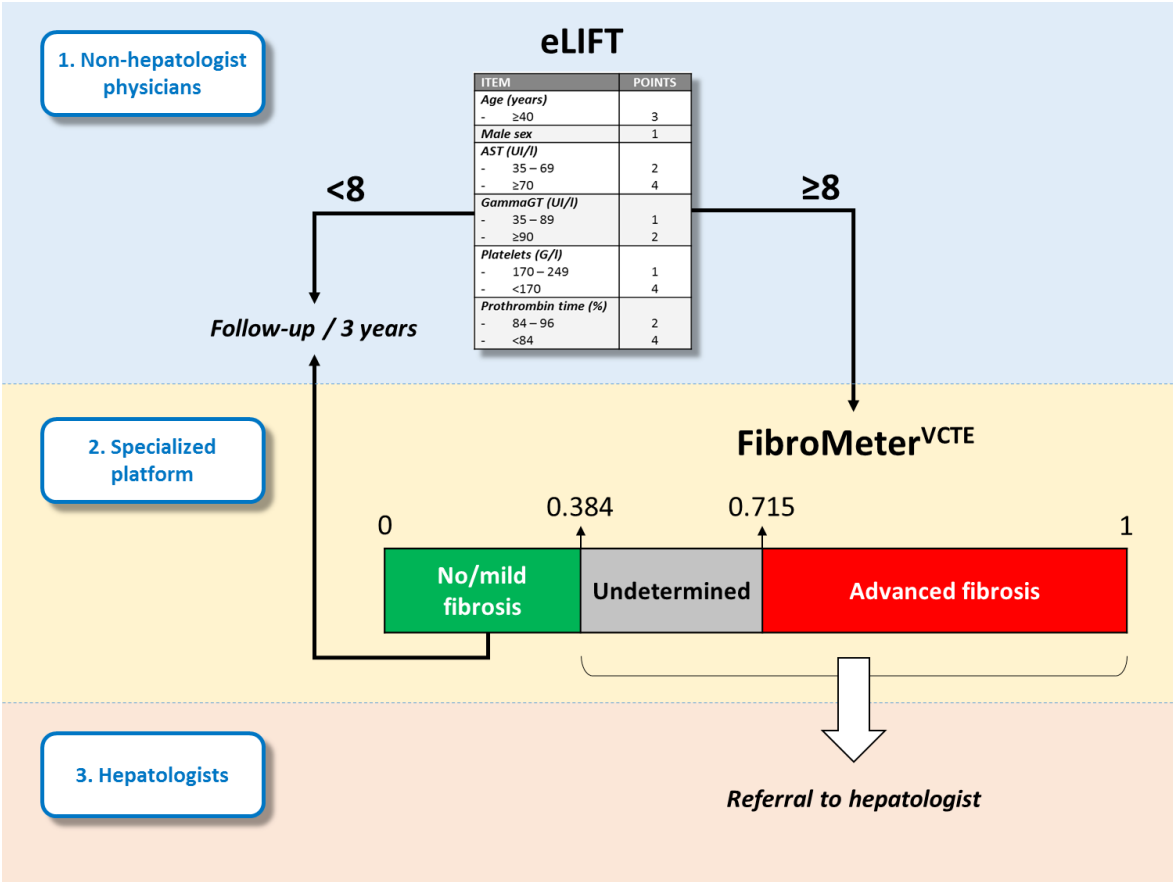 1. Non-hepatologist
physicians
eLIFT
ITEM POINTS
Age (years)
- ≥40 3
Male sex 1
AST (UI/l)
- 35 – 69 2
- ≥70 4
GammaGT (UI/l)
- 35 – 89 1
- ≥90 2
Platelets (G/l)
- 170 – 249 1
- <170 4
Prothrombin time (%)
- 84 – 96 2
- <84 4
<8
≥8
Follow-up / 3 years
2. Specialized
platform
FibroMeterVCTE
0 0.384 0.715 1
No/mild
fibrosis
Undetermined
Advanced fibrosis
3. Hepatologists
Referral to hepatologist